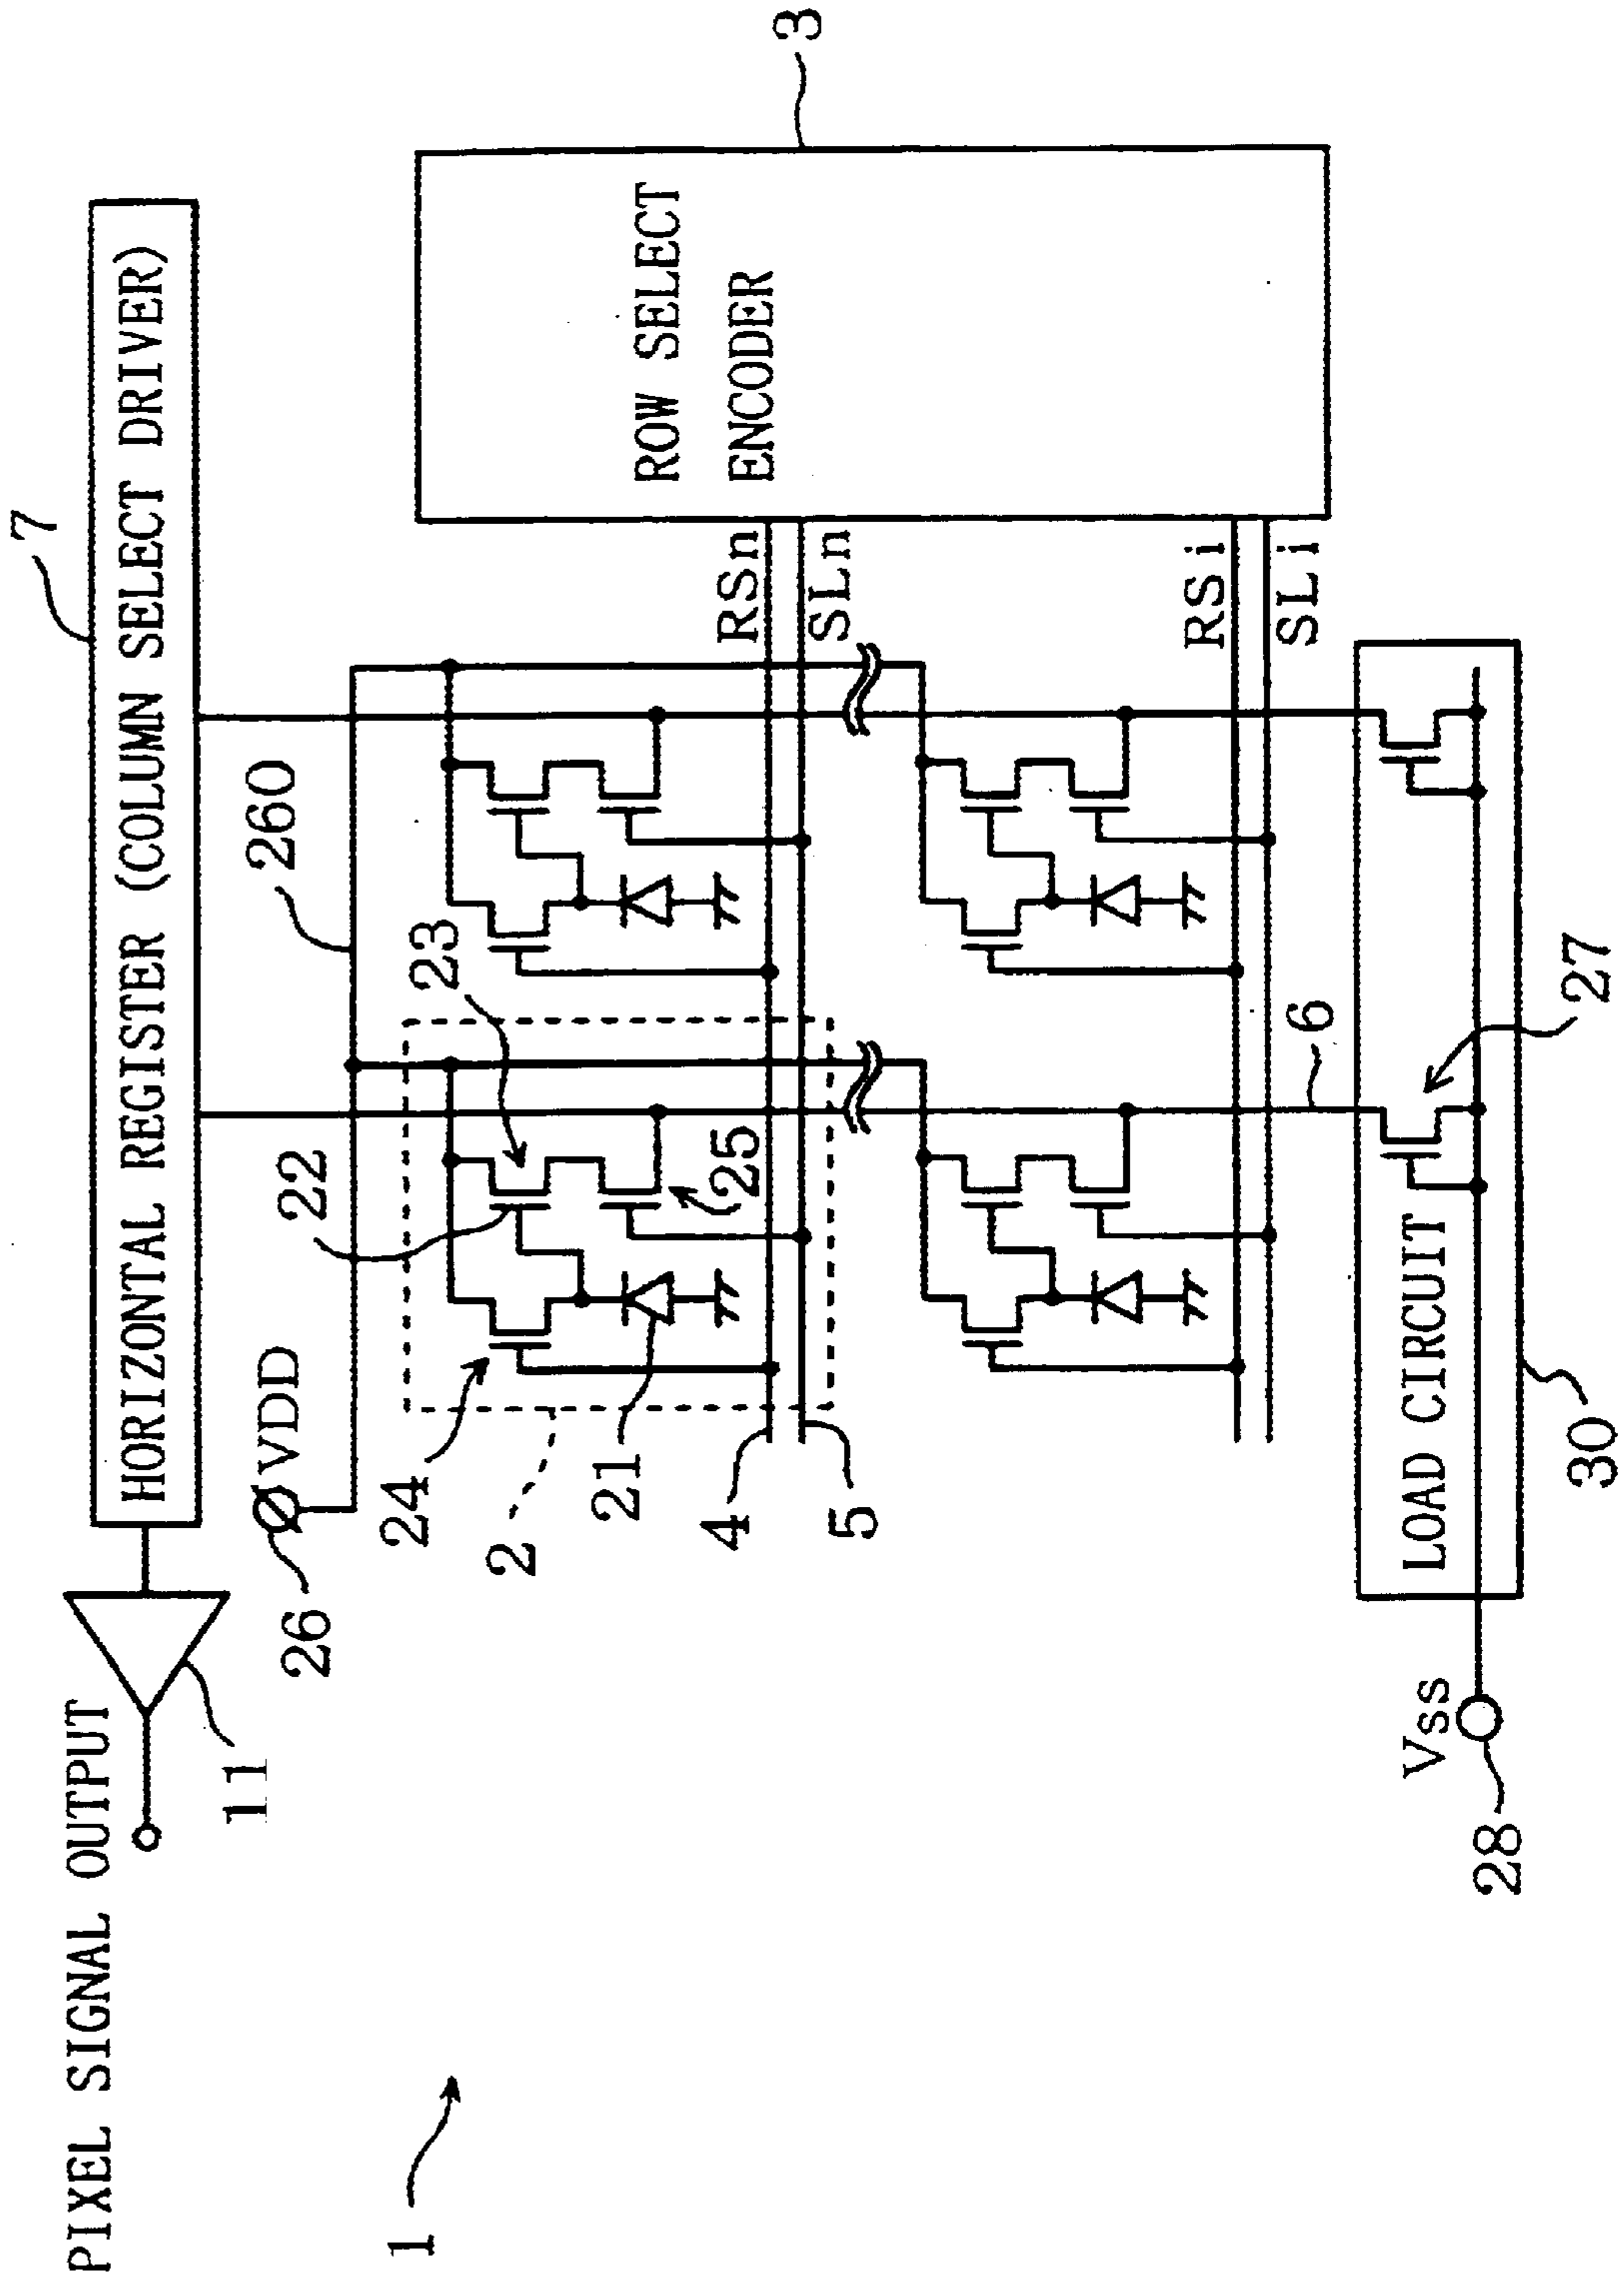 PIXEL SIGNAL OUTPUT
HORIZONTAL REGISTER (COLUMN SELECT DRIVER)
7
11
26
VDD
260
22
23
24
2
21
25
4
5
RSn
SLn
ROW SELECT
ENCODER
3
RSi
SLi
6
27
LOAD CIRCUIT
30
Vss
28
1